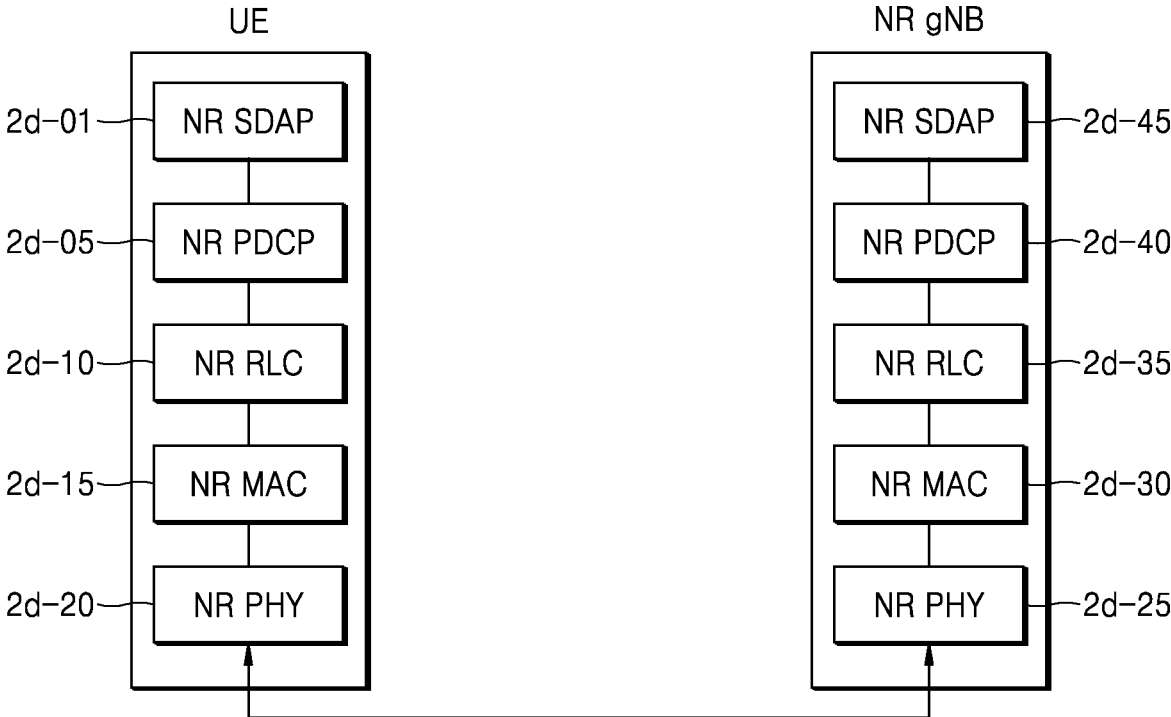 UE NR gNB
2d-01 NR SDAP NR SDAP 2d-45
2d-05 NR PDCP NR PDCP 2d-40
2d-10 NR RLC NR RLC 2d-35
2d-15 NR MAC NR MAC 2d-30
2d-20 NR PHY NR PHY 2d-25